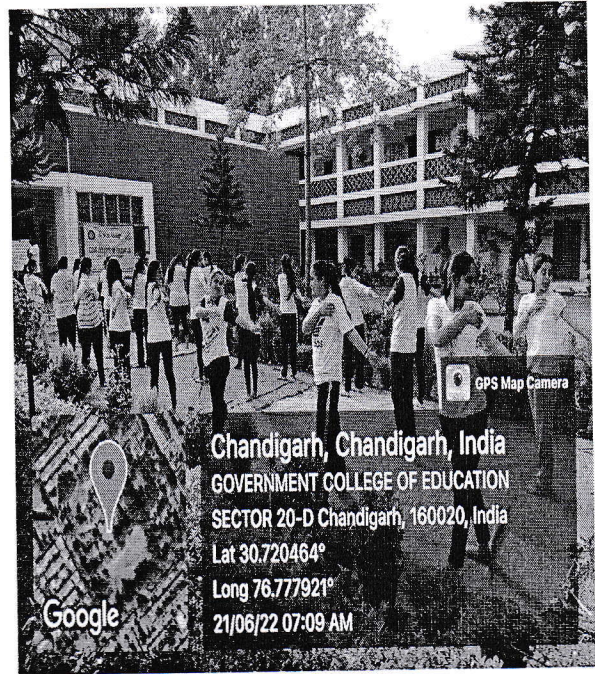 GPS Map Camera
Chandigarh, Chandigarh, India
GOVERNMENT COLLEGE OF EDUCATION
SECTOR 20-D Chandigarh, 160020, India
Lat 30.720464°
Long 76.777921°
21/06/22 07:09 AM
Google